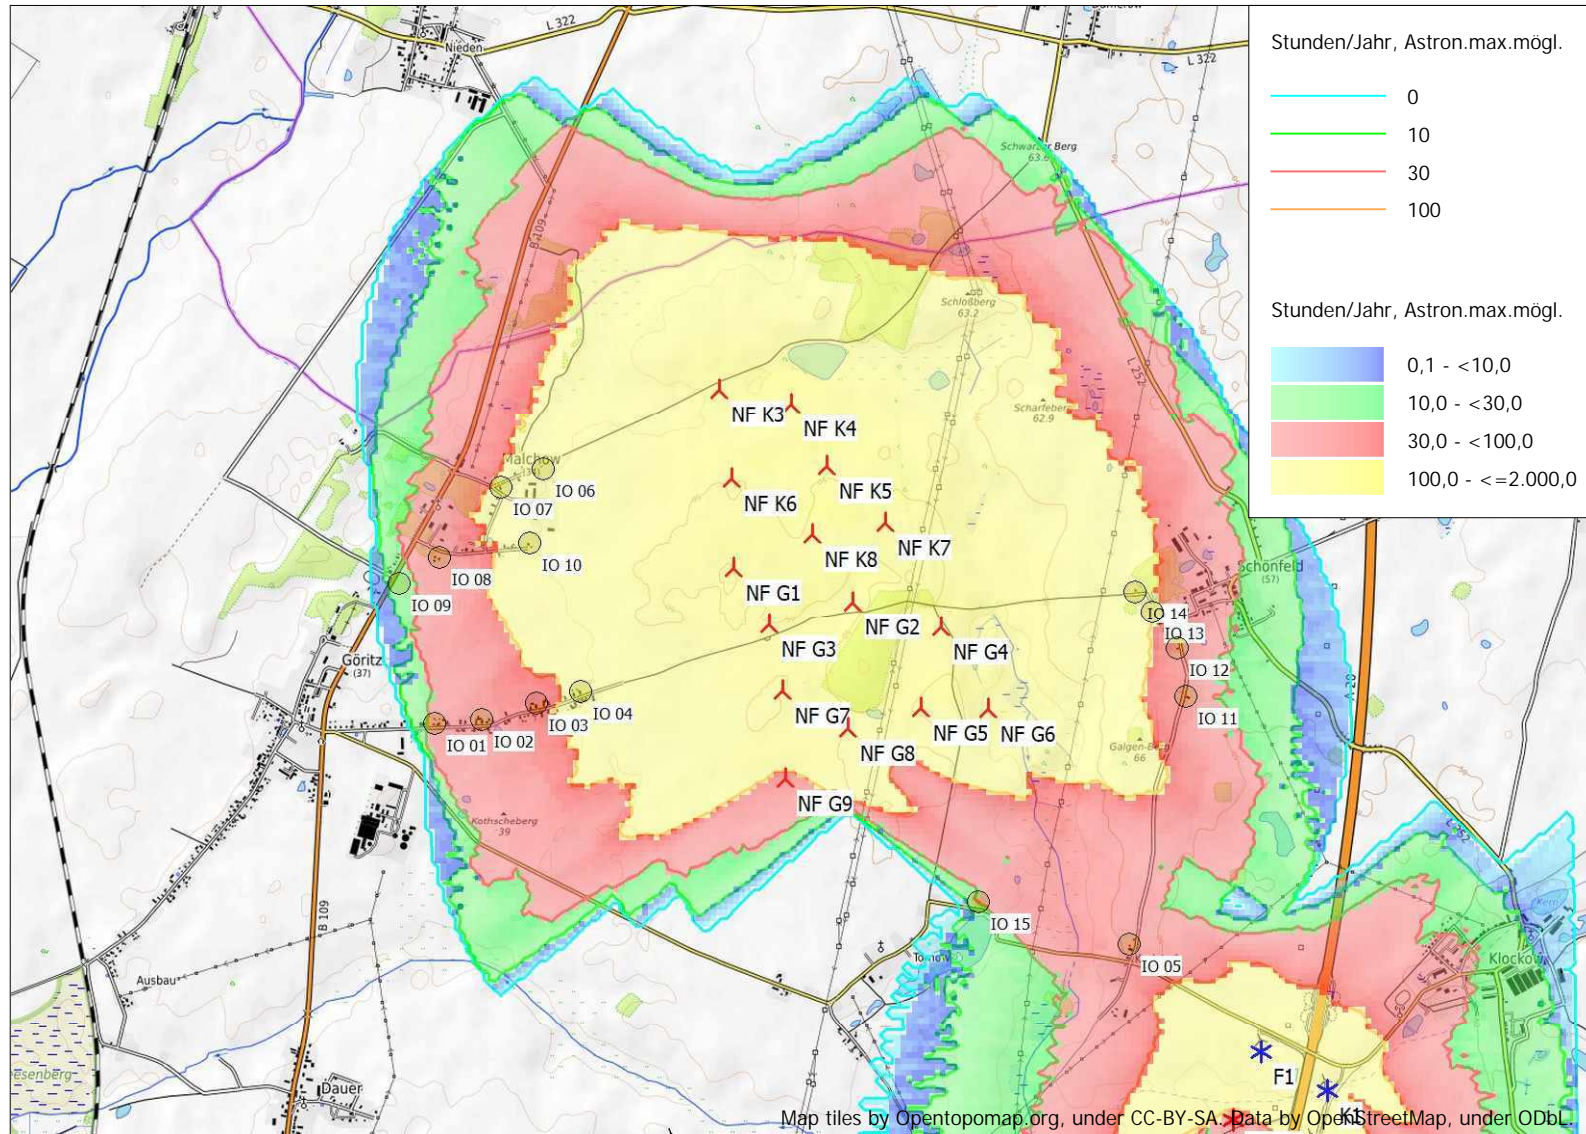 L 322
Nieden
L 322
Stunden/Jahr, Astron.max.mögl.
0
10
30
100
Stunden/Jahr, Astron.max.mögl.
0,1 - <10,0
10,0 - <30,0
30,0 - <100,0
100,0 - <=2.000,0
Schwarzer Berg
63.6
B 109
Schloßberg
63.2
L 252
Scharfeberg
62.9
NF K3
NF K4
Malchow
IO 06
IO 07
NF K5
NF K6
NF K7
NF K8
IO 10
IO 08
IO 09
Schönfeld
(57)
NF G1
IO 14
IO 13
NF G2
NF G3
NF G4
Göritz
(37)
IO 12
IO 11
A 20
IO 04
IO 03
IO 02
IO 01
NF G7
NF G5
NF G6
NF G8
Galgen-Berg
66
NF G9
Kothscheberg
39
L 252
IO 15
B 109
IO 05
Klockow
Ausbau
Dauer
F1
K1
Map tiles by Opentopomap.org, under CC-BY-SA. Data by OpenStreetMap, under ODbL.